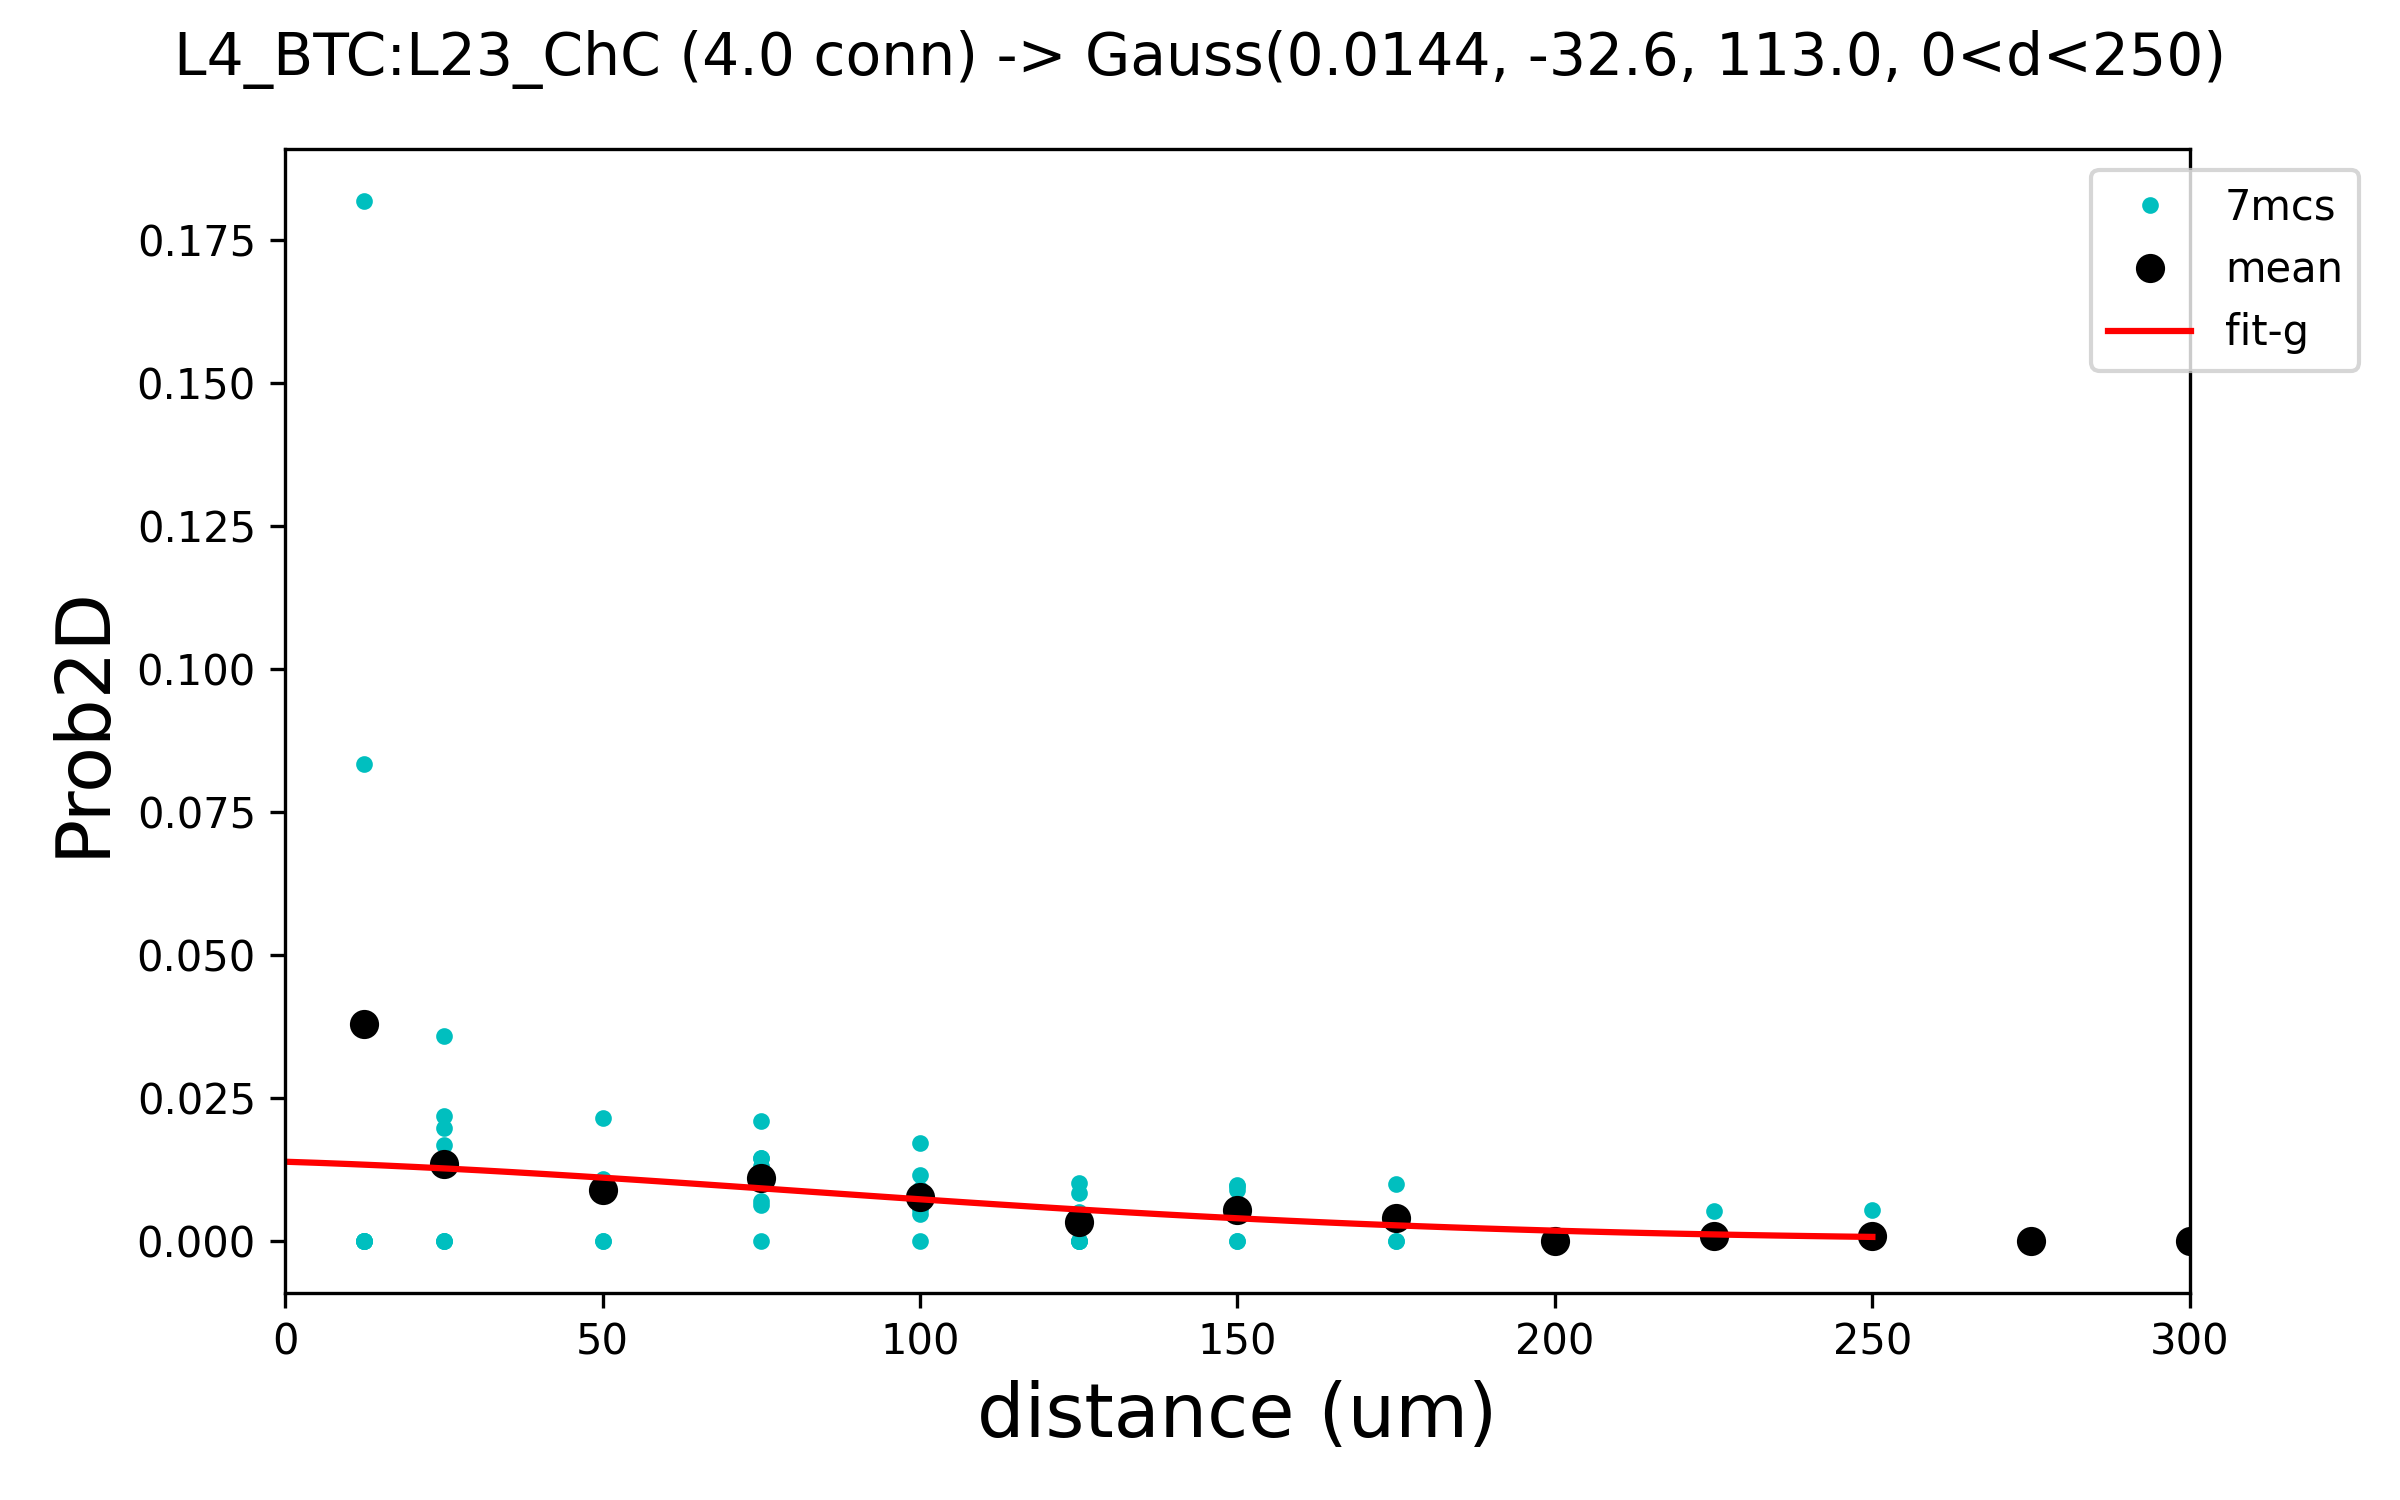 L4_BTC:L23_ChC (4.0 conn) -> Gauss(0.0144, -32.6, 113.0, 0<d<250)
7mcs
mean
fit-g
Prob2D
0.175
0.150
0.125
0.100
0.075
0.050
0.025
0.000
0 50 100 150 200 250 300
distance (um)